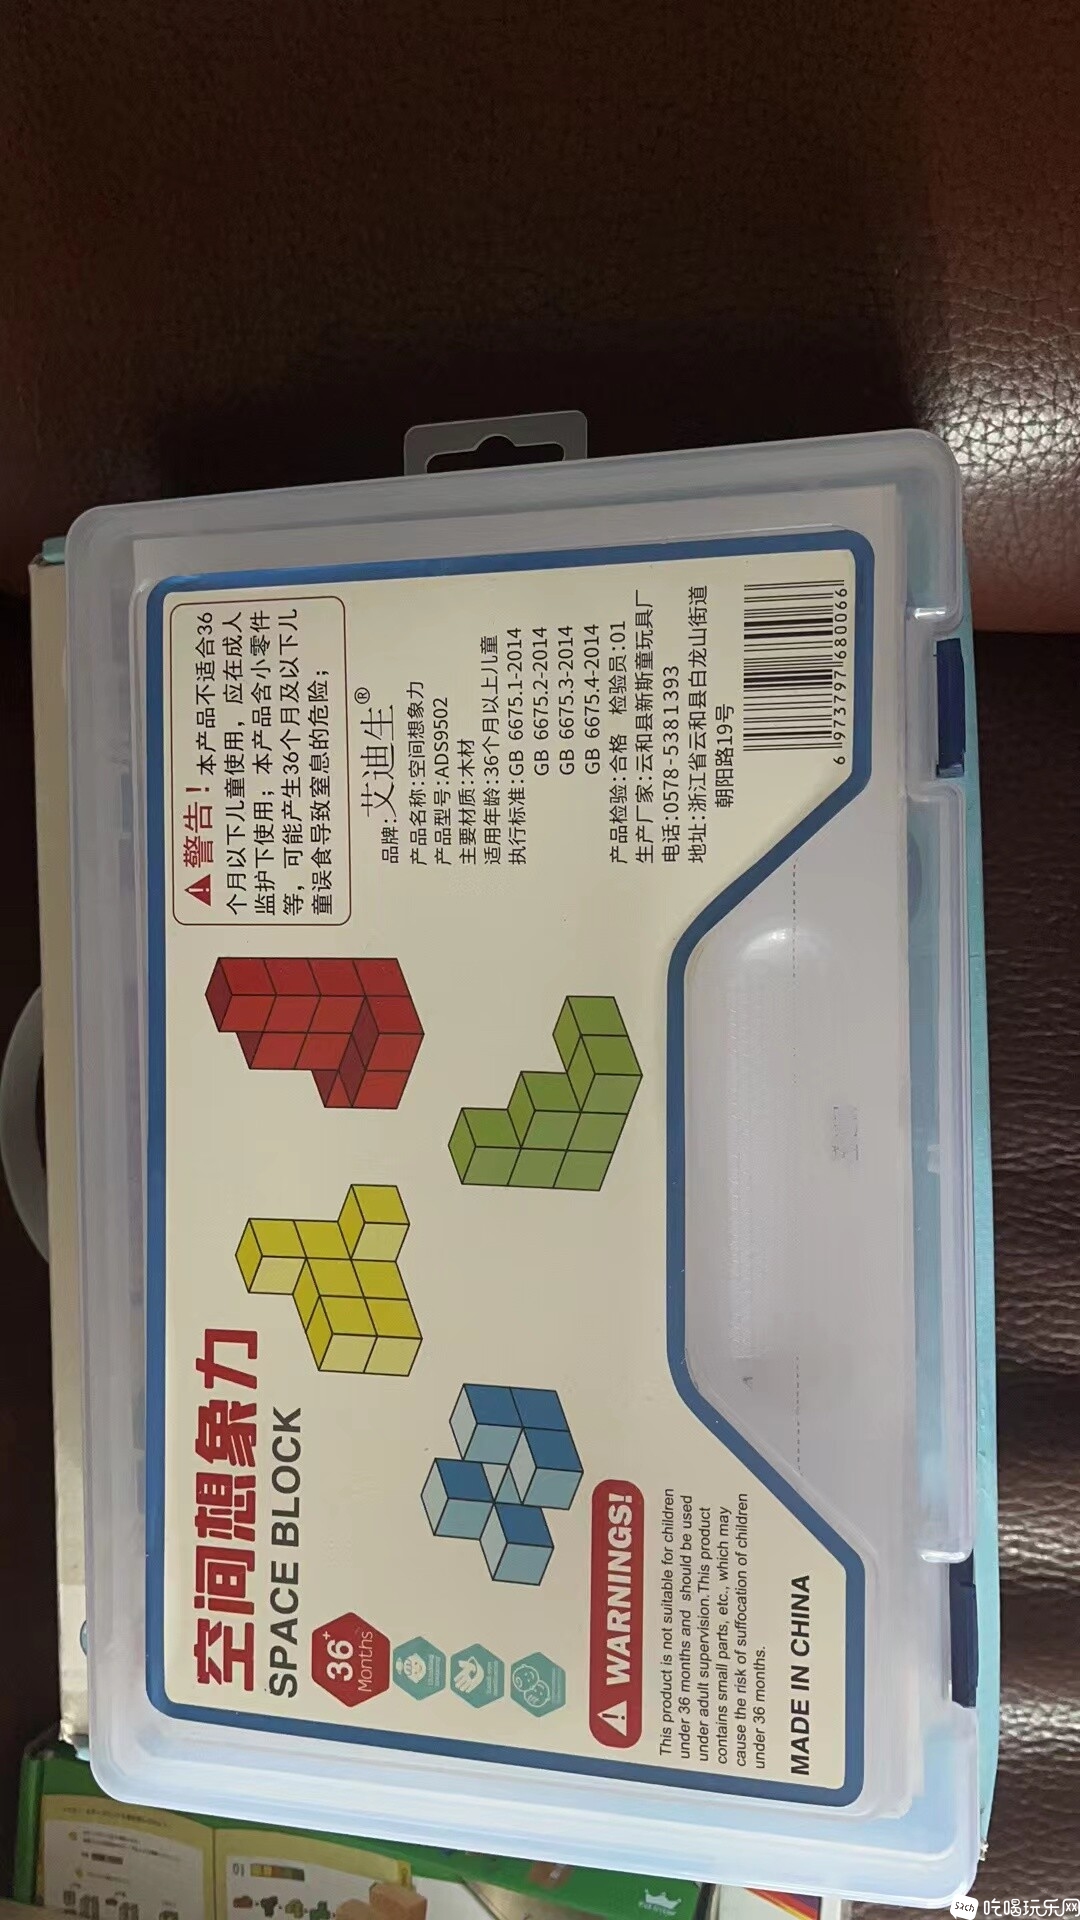 空间想象力
SPACE BLOCK
36+
Months
WARNINGS!
This product is not suitable for children
under 36 months and should be used
under adult supervision.This product
contains small parts, etc., which may
cause the risk of suffocation of children
under 36 months.
MADE IN CHINA
警告！本产品不适合36
个月以下儿童使用，应在成人
监护下使用；本产品含小零件
等，可能产生36个月及以下儿
童误食导致窒息的危险；
品牌:艾迪生®
产品名称:空间想象力
产品型号:ADS9502
主要材质:木材
适用年龄:36个月以上儿童
执行标准:GB 6675.1-2014
GB 6675.2-2014
GB 6675.3-2014
GB 6675.4-2014
产品检验:合格 检验员:01
生产厂家:云和县新斯童玩具厂
电话:0578-5381393
地址:浙江省云和县白龙山街道
朝阳路19号
6 973797 680066
52ch 吃喝玩乐网